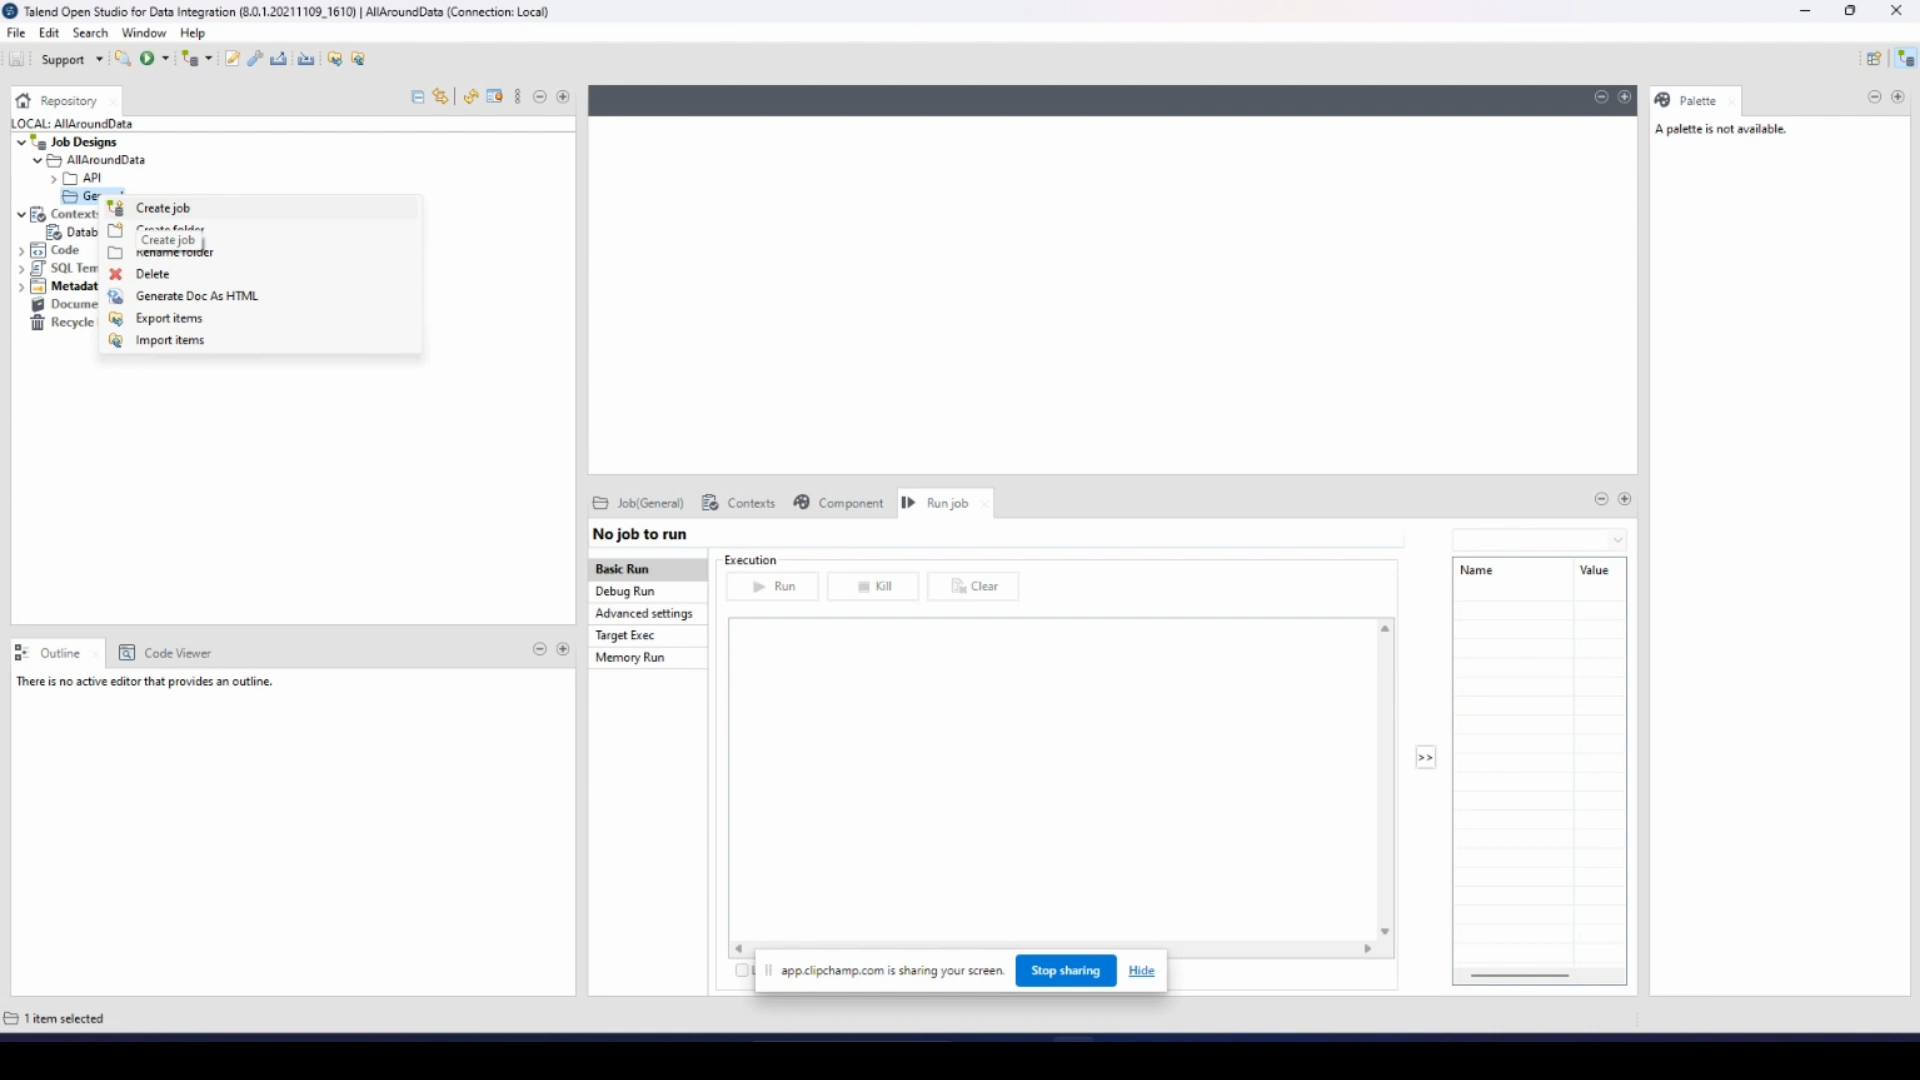 Talend Open Studio for Data Integration (8.0.1.20211109_1610) | AllAroundData (Connection: Local)
File Edit Search Window Help
Support
Repository
LOCAL: AllAroundData
Job Designs
AllAroundData
API
Create job
Create folder
Create job
Rename folder
Delete
Generate Doc As HTML
Export items
Import items
Contexts
Code
Palette
A palette is not available.
Job(General) Contexts Component Run job
No job to run
Basic Run
Debug Run
Advanced settings
Target Exec
Memory Run
Execution
Run Kill Clear
>>
Name Value
Outline Code Viewer
There is no active editor that provides an outline.
app.clipchamp.com is sharing your screen. Stop sharing Hide
1 item selected